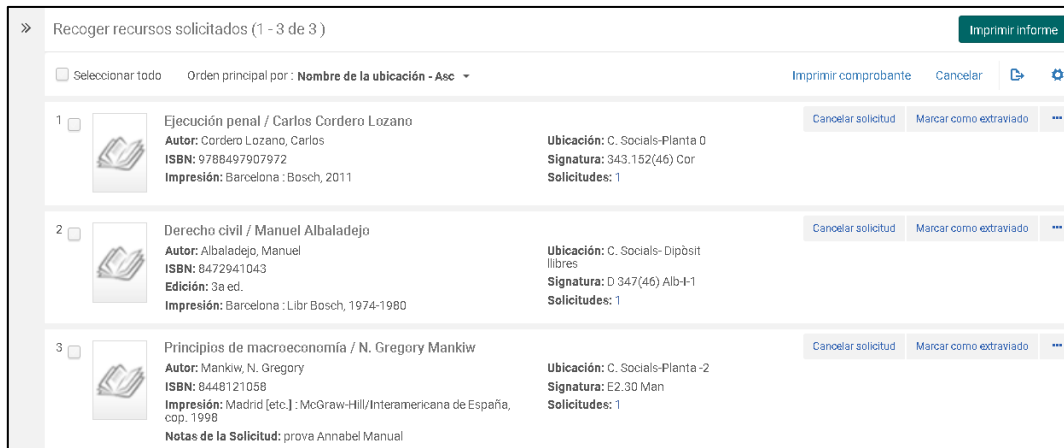 Recoger recursos solicitados (1 - 3 de 3 )
Imprimir informe
Seleccionar todo
Orden principal por : Nombre de la ubicación - Asc
Imprimir comprobante
Cancelar
1
Ejecución penal / Carlos Cordero Lozano
Cancelar solicitud
Marcar como extraviado
Autor: Cordero Lozano, Carlos
ISBN: 9788497907972
Impresión: Barcelona : Bosch, 2011
Ubicación: C. Socials-Planta 0
Signatura: 343.152(46) Cor
Solicitudes: 1
2
Derecho civil / Manuel Albaladejo
Cancelar solicitud
Marcar como extraviado
Autor: Albaladejo, Manuel
ISBN: 8472941043
Edición: 3a ed.
Impresión: Barcelona : Libr Bosch, 1974-1980
Ubicación: C. Socials- Dipòsit
llibres
Signatura: D 347(46) Alb-I-1
Solicitudes: 1
3
Principios de macroeconomía / N. Gregory Mankiw
Cancelar solicitud
Marcar como extraviado
Autor: Mankiw, N. Gregory
ISBN: 8448121058
Impresión: Madrid [etc.] : McGraw-Hill/Interamericana de España,
cop. 1998
Notas de la Solicitud: prova Annabel Manual
Ubicación: C. Socials-Planta -2
Signatura: E2.30 Man
Solicitudes: 1